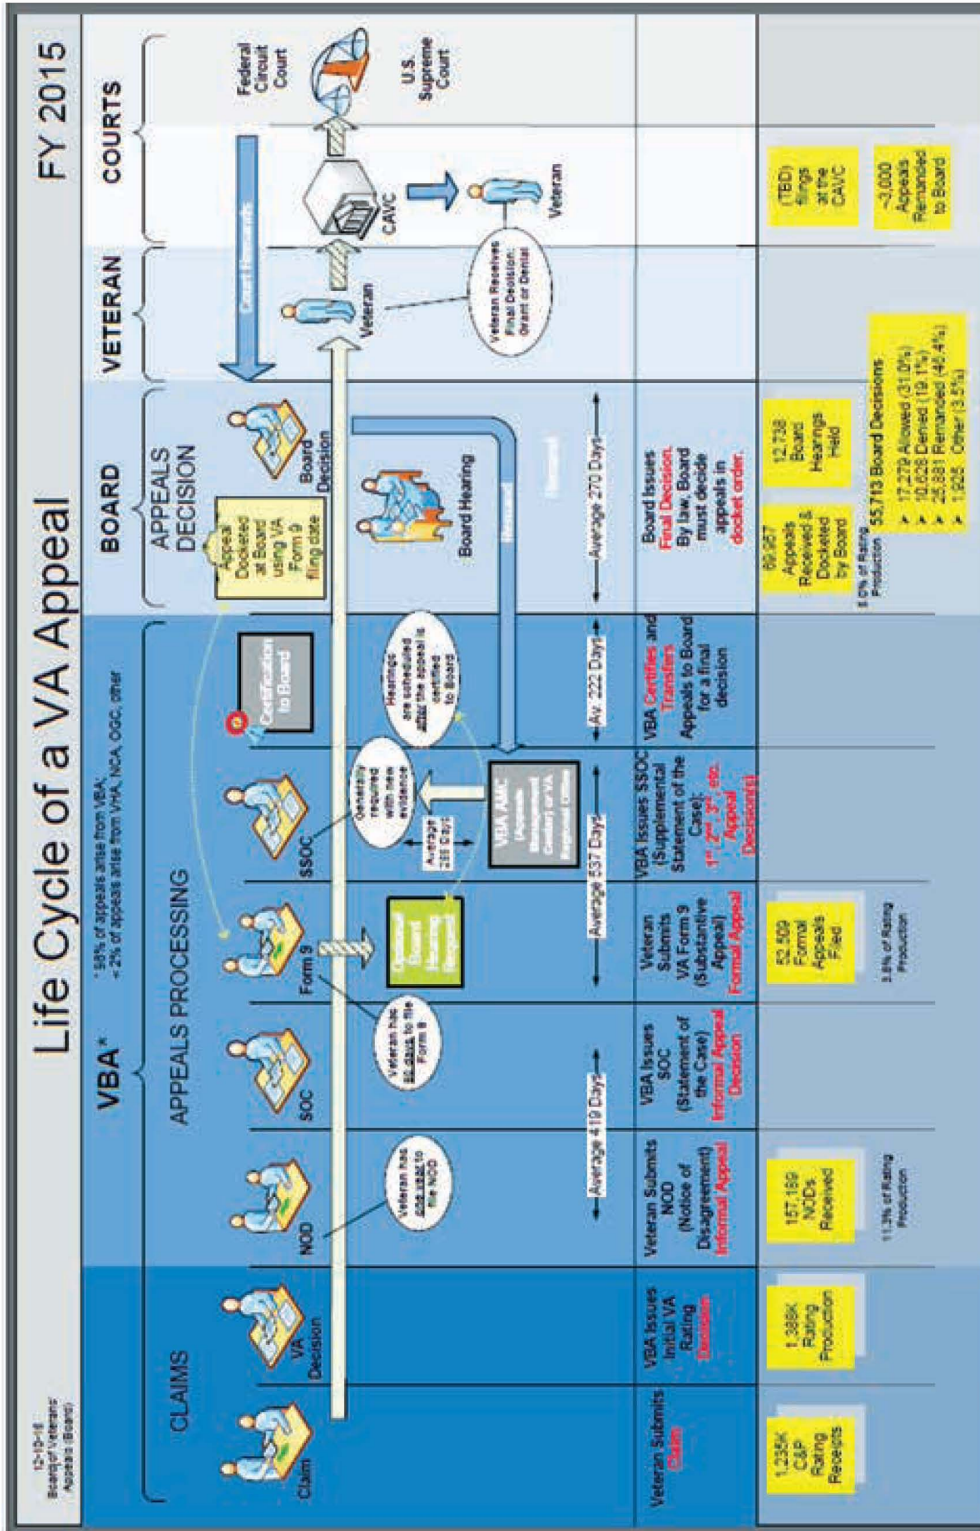 12-10-15
Board of Veterans'
Appeals (Board)
Life Cycle of a VA Appeal
FY 2015
VBA*
* 98% of appeals arise from VBA;
< 2% of appeals arise from VHA, NCA, OGC, other
BOARD
VETERAN
COURTS
CLAIMS
APPEALS PROCESSING
APPEALS
DECISION
Claim
VA
Decision
NOD
SOC
Form 9
SSOC
Certification
to Board
Appeal
Docketed
at Board
using VA
Form 9
filing date
Board
Decision
Court Remands
Veteran
CAVC
Federal
Circuit
Court
U.S.
Supreme
Court
Veteran
Veteran has
one year to
file NOD
Veteran has
60 days to file
Form 9
Optional
Board
Hearing
Request
Generally
required
with new
evidence
Average
255 Days
Hearings
are scheduled
after the appeal is
certified
to Board
VBA AMC
(Appeals
Management
Center) or VA
Regional Office
Board Hearing
Remand
Veteran Receives
Final Decision:
Grant or Denial
Average 419 Days
Average 537 Days
Av. 222 Days
Average 270 Days
Veteran Submits
Claim
VBA Issues
Initial VA
Rating
Decision
Veteran Submits
NOD
(Notice of
Disagreement)
Informal Appeal
VBA Issues
SOC
(Statement of
the Case)
Informal Appeal
Decision
Veteran
Submits
VA Form 9
(Substantive
Appeal)
Formal Appeal
VBA Issues SSOC
(Supplemental
Statement of the
Case):
1st, 2nd, 3rd, etc.
Appeal
Decision(s)
VBA Certifies and
Transfers
Appeals to Board
for a final
decision
Board Issues
Final Decision.
By law, Board
must decide
appeals in
docket order.
1,235K
C&P
Rating
Receipts
1,388K
Rating
Production
157,189
NODs
Received
11.3% of Rating
Production
52,509
Formal
Appeals
Filed
3.8% of Rating
Production
69,957
Appeals
Received &
Docketed
by Board
5.0% of Rating
Production
12,738
Board
Hearings
Held
55,713 Board Decisions
➢ 17,279 Allowed (31.0%)
➢ 10,628 Denied (19.1%)
➢ 25,881 Remanded (46.4%)
➢ 1,925 Other (3.5%)
(TBD)
filings
at the
CAVC
~3,000
Appeals
Remanded
to Board